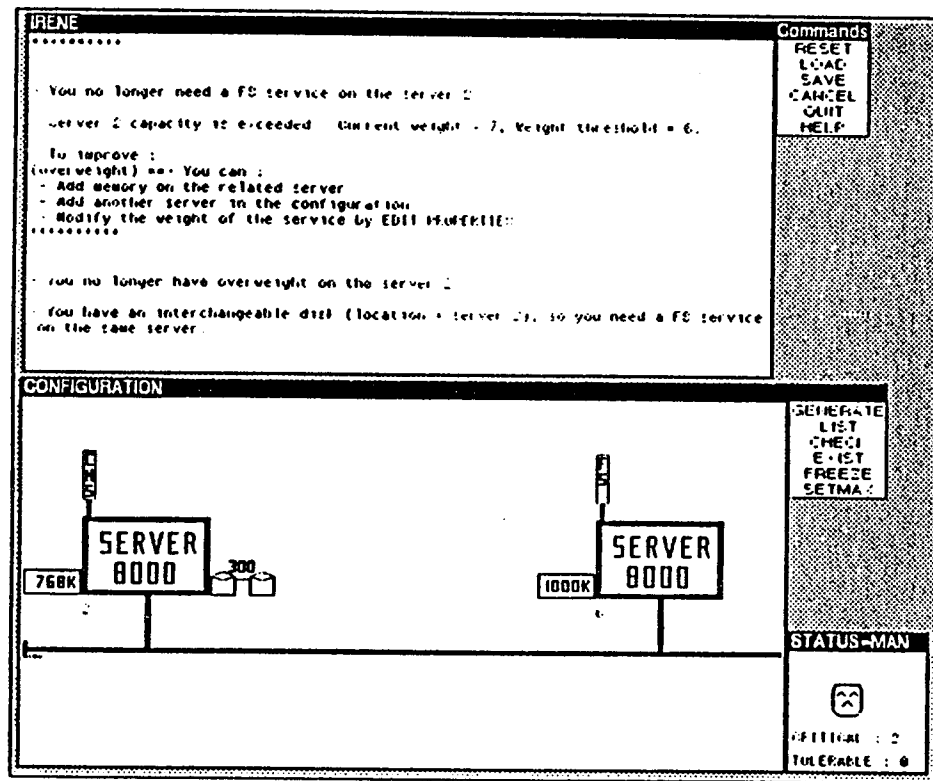 IRENE
**********
- You no longer need a FS service on the server 2
Server 2 capacity is exceeded Current weight = 7, Weight threshold = 6.
To improve :
(overweight) ==> You can :
- Add memory on the related server
- Add another server in the configuration
- Modify the weight of the service by EDIT PROPERTIES
**********
- You no longer have overweight on the server 2
- You have an interchangeable disk (location = server 2), so you need a FS service
on the same server
Commands
RESET
LOAD
SAVE
CANCEL
QUIT
HELP
CONFIGURATION
GENERATE
LIST
CHECK
EXIST
FREEZE
SETMAX
FS
SERVER
8000
768K
300
2
SERVER
8000
1000K
6
STATUS-MAN
CRITICAL : 2
TOLERABLE : 0